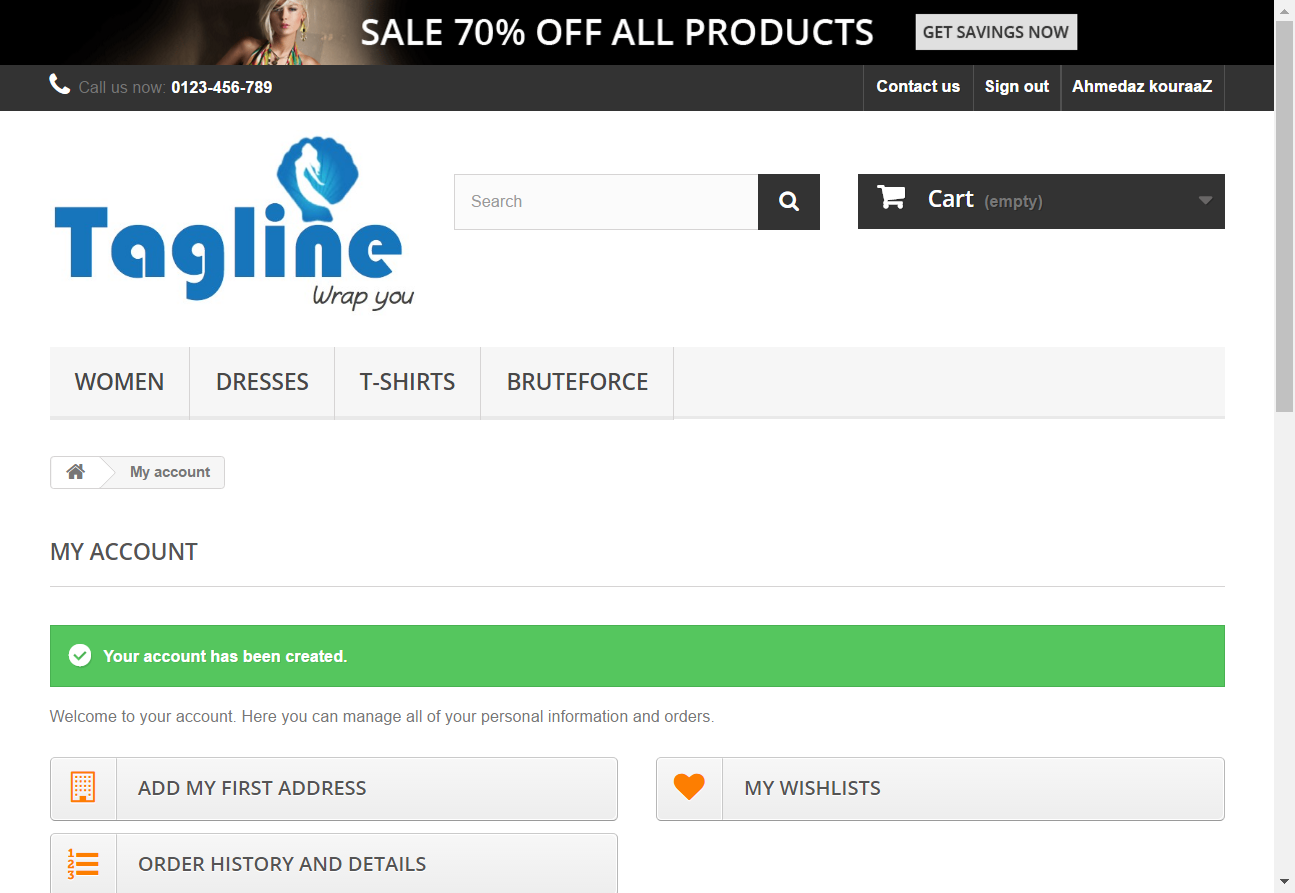 SALE 70% OFF ALL PRODUCTS GET SAVINGS NOW
Call us now: 0123-456-789 Contact us Sign out Ahmedaz kouraaZ
Tagline
Wrap you
Search
Cart (empty)
WOMEN DRESSES T-SHIRTS BRUTEFORCE
My account
MY ACCOUNT
Your account has been created.
Welcome to your account. Here you can manage all of your personal information and orders.
ADD MY FIRST ADDRESS MY WISHLISTS
1 2 3 ORDER HISTORY AND DETAILS